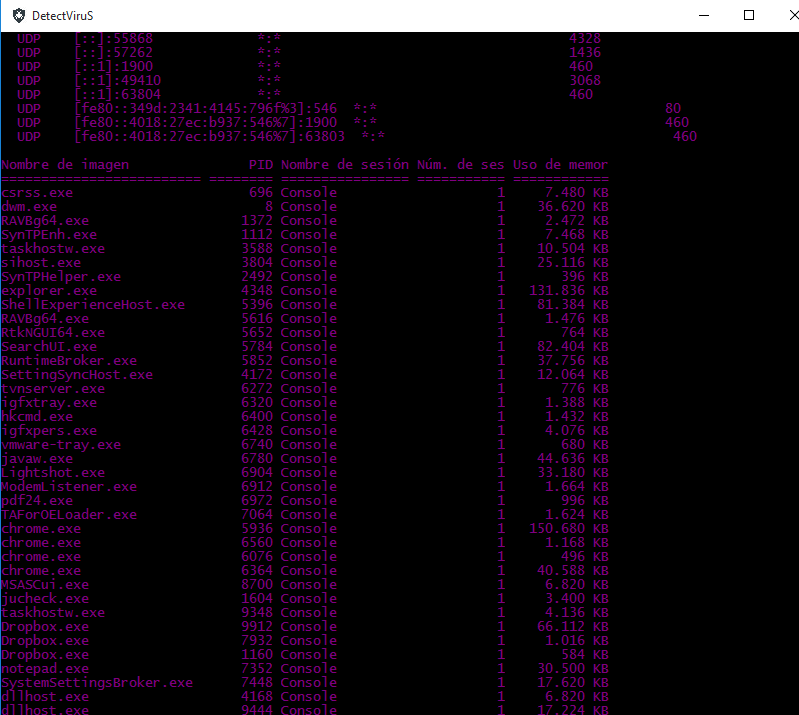 DetectViruS
UDP [::]:55868 *:* 4328
UDP [::]:57262 *:* 1436
UDP [::1]:1900 *:* 460
UDP [::1]:49410 *:* 3068
UDP [::1]:63804 *:* 460
UDP [fe80::349d:2341:4145:796f%3]:546 *:* 80
UDP [fe80::4018:27ec:b937:546%7]:1900 *:* 460
UDP [fe80::4018:27ec:b937:546%7]:63803 *:* 460
Nombre de imagen PID Nombre de sesión Núm. de ses Uso de memor
========================= ======== ================ =========== ============
csrss.exe 696 Console 1 7.480 KB
dwm.exe 8 Console 1 36.620 KB
RAVBg64.exe 1372 Console 1 2.472 KB
SynTPEnh.exe 1112 Console 1 7.468 KB
taskhostw.exe 3588 Console 1 10.504 KB
sihost.exe 3804 Console 1 25.116 KB
SynTPHelper.exe 2492 Console 1 396 KB
explorer.exe 4348 Console 1 131.836 KB
ShellExperienceHost.exe 5396 Console 1 81.384 KB
RAVBg64.exe 5616 Console 1 1.476 KB
RtkNGUI64.exe 5652 Console 1 764 KB
SearchUI.exe 5784 Console 1 82.404 KB
RuntimeBroker.exe 5852 Console 1 37.756 KB
SettingSyncHost.exe 4172 Console 1 12.064 KB
tvnserver.exe 6272 Console 1 776 KB
igfxtray.exe 6320 Console 1 1.388 KB
hkcmd.exe 6400 Console 1 1.432 KB
igfxpers.exe 6428 Console 1 4.076 KB
vmware-tray.exe 6740 Console 1 680 KB
javaw.exe 6780 Console 1 44.636 KB
Lightshot.exe 6904 Console 1 33.180 KB
ModemListener.exe 6912 Console 1 1.664 KB
pdf24.exe 6972 Console 1 996 KB
TAForOELoader.exe 7064 Console 1 1.624 KB
chrome.exe 5936 Console 1 150.680 KB
chrome.exe 6560 Console 1 1.168 KB
chrome.exe 6076 Console 1 496 KB
chrome.exe 6364 Console 1 40.588 KB
MSASCui.exe 8700 Console 1 6.820 KB
jucheck.exe 1604 Console 1 3.400 KB
taskhostw.exe 9348 Console 1 4.136 KB
Dropbox.exe 9912 Console 1 66.112 KB
Dropbox.exe 7932 Console 1 1.016 KB
Dropbox.exe 1160 Console 1 584 KB
notepad.exe 7352 Console 1 30.500 KB
SystemSettingsBroker.exe 7448 Console 1 17.620 KB
dllhost.exe 4168 Console 1 6.820 KB
dllhost.exe 9444 Console 1 17.224 KB